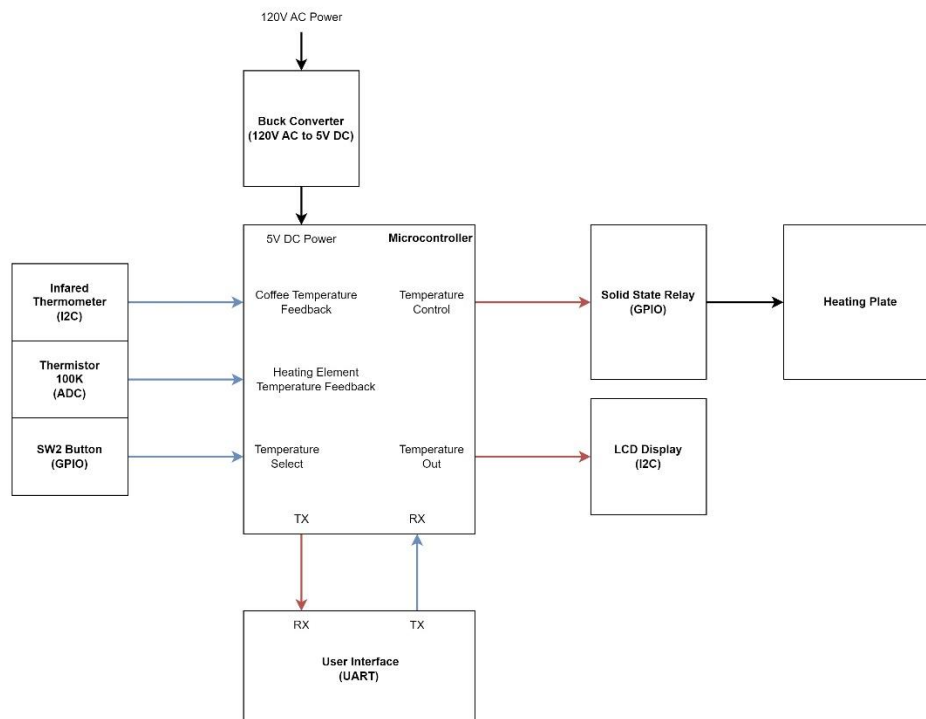 120V AC Power
Buck Converter
(120V AC to 5V DC)
5V DC Power
Microcontroller
Infared
Thermometer
(I2C)
Coffee Temperature
Feedback
Temperature
Control
Solid State Relay
(GPIO)
Heating Plate
Thermistor
100K
(ADC)
Heating Element
Temperature Feedback
SW2 Button
(GPIO)
Temperature
Select
Temperature
Out
LCD Display
(I2C)
TX
RX
RX
TX
User Interface
(UART)